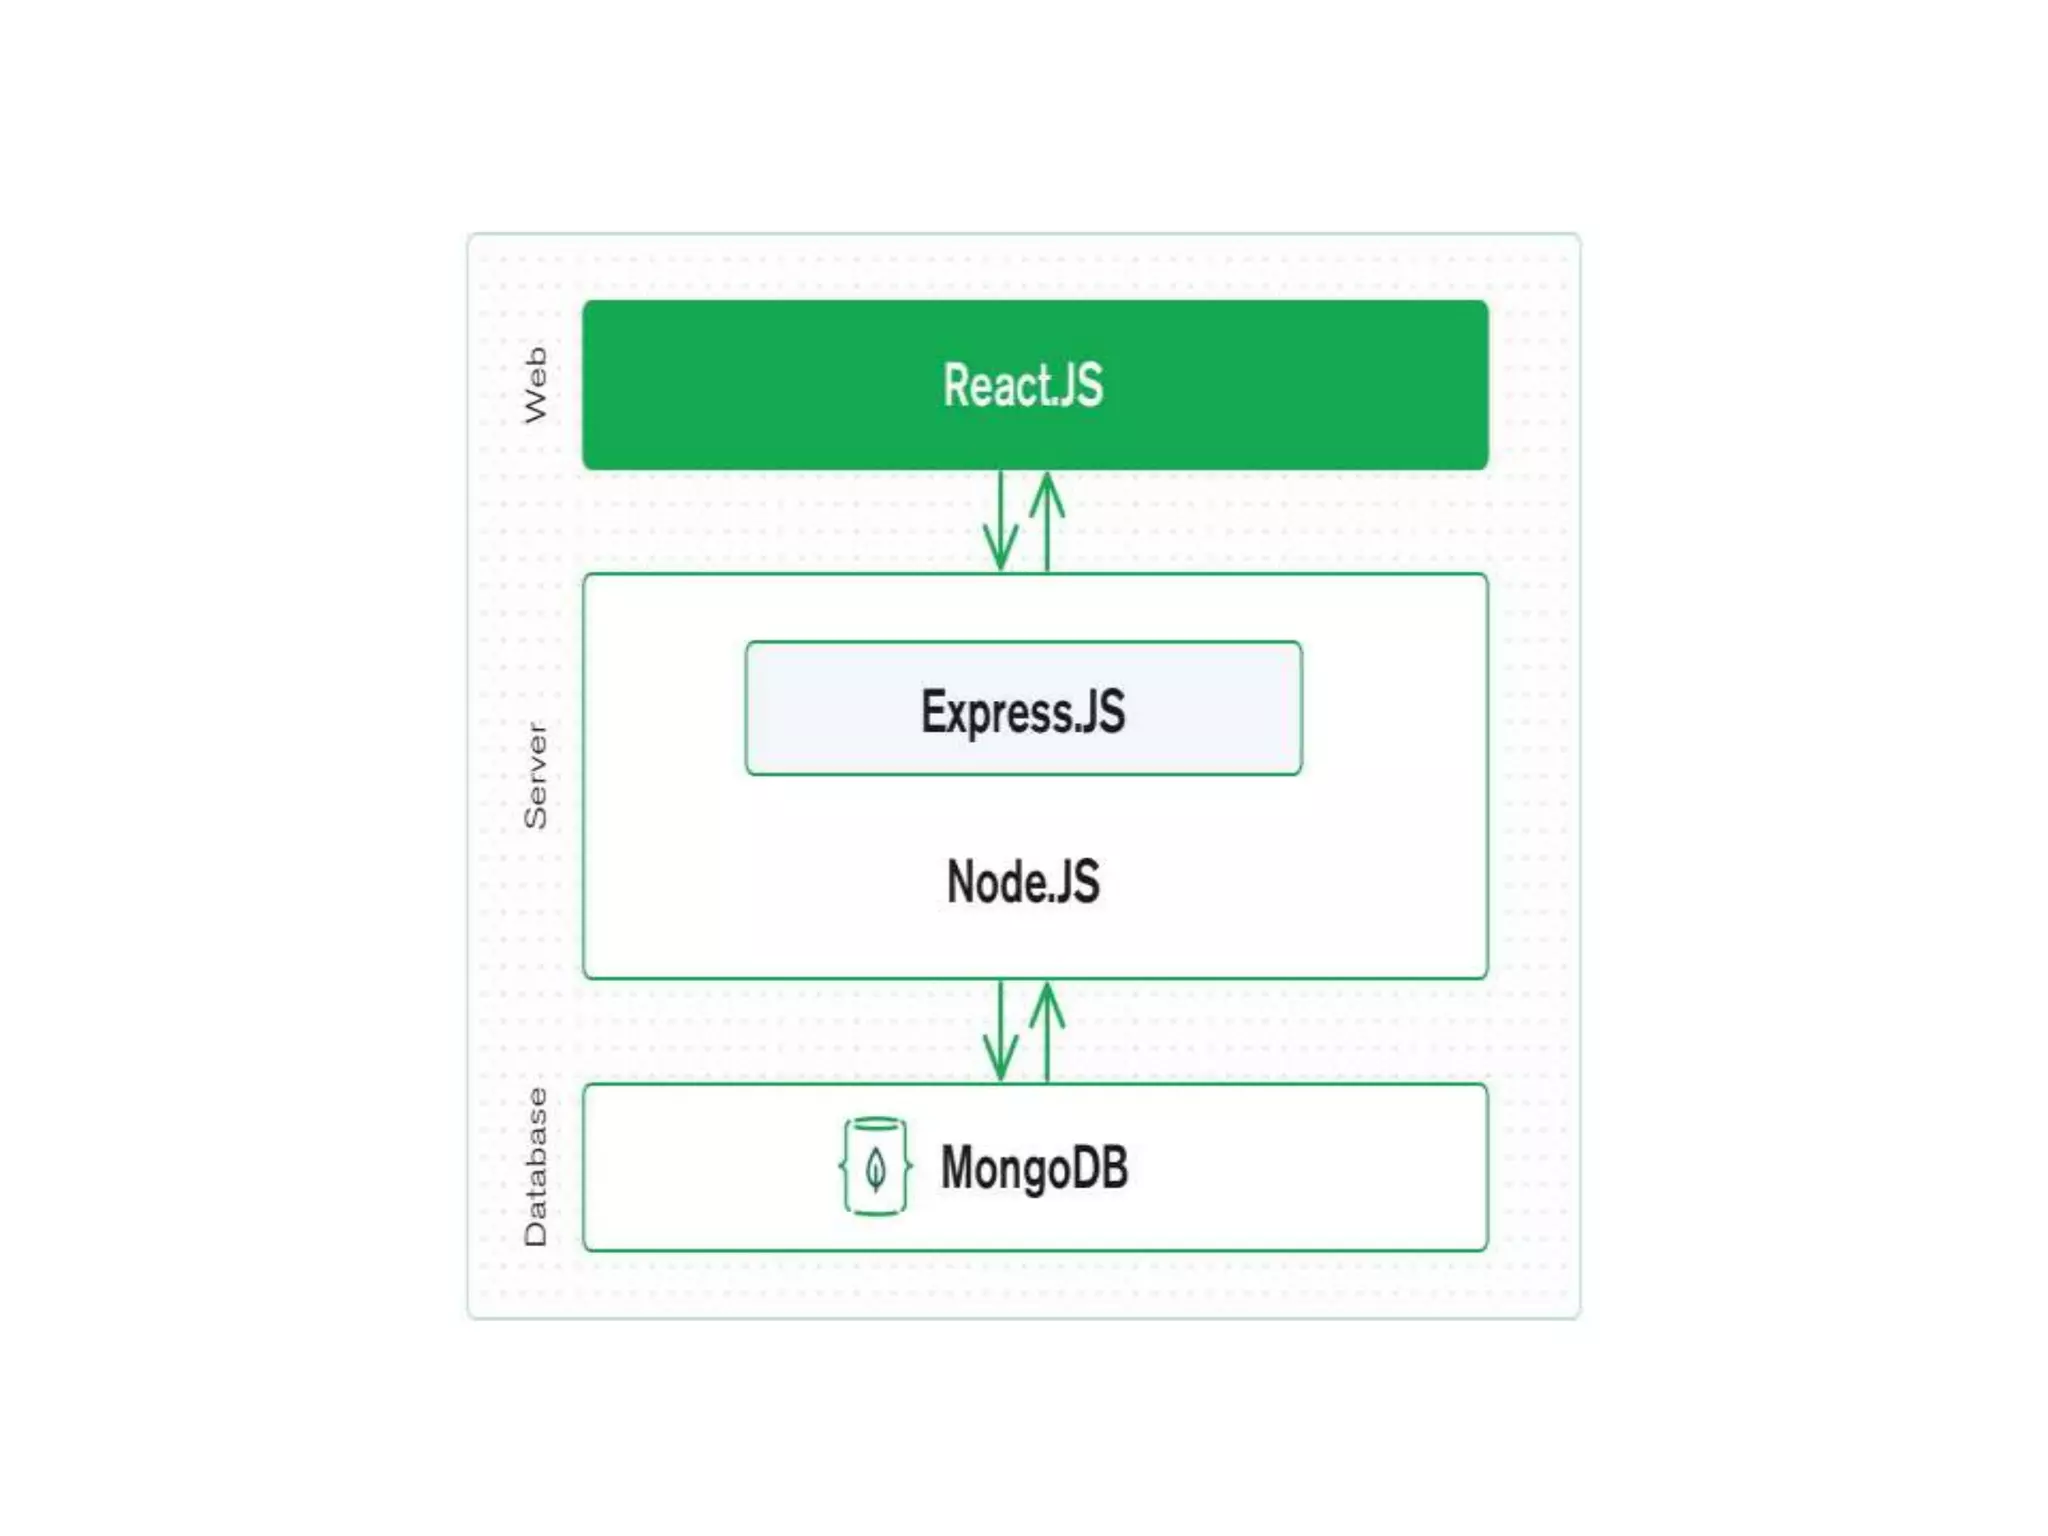 Web
React.JS
Server
Express.JS
Node.JS
Database
MongoDB